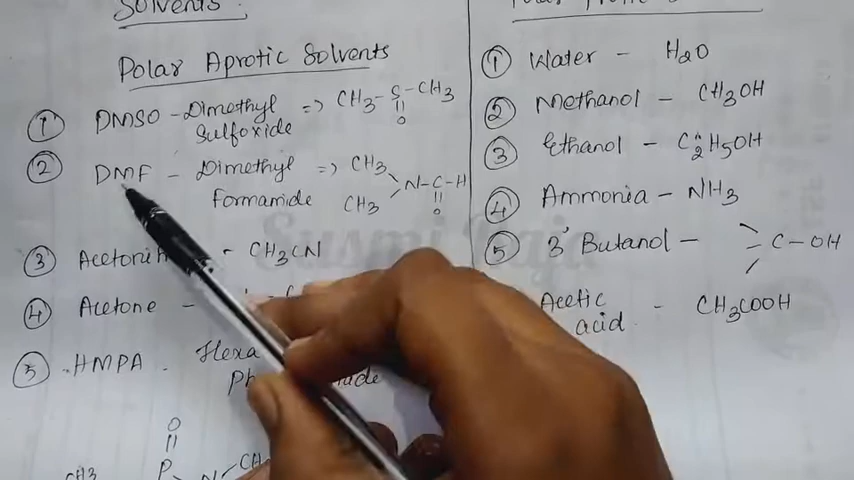 Solvents.
Polar Aprotic Solvents
① DMSO - Dimethyl Sulfoxide => CH3-C-CH3
||
O
② DMF - Dimethyl Formamide => CH3
CH3 N-C-H
||
O
③ - CH3CN
④ Acetone -
⑤ HMPA - Hexa
O
||
P
CH3
N
① Water - H2O
② Methanol - CH3OH
③ Ethanol - C2H5OH
④ Ammonia - NH3
⑤ 3° Butanol - C-OH
Acetic acid - CH3COOH